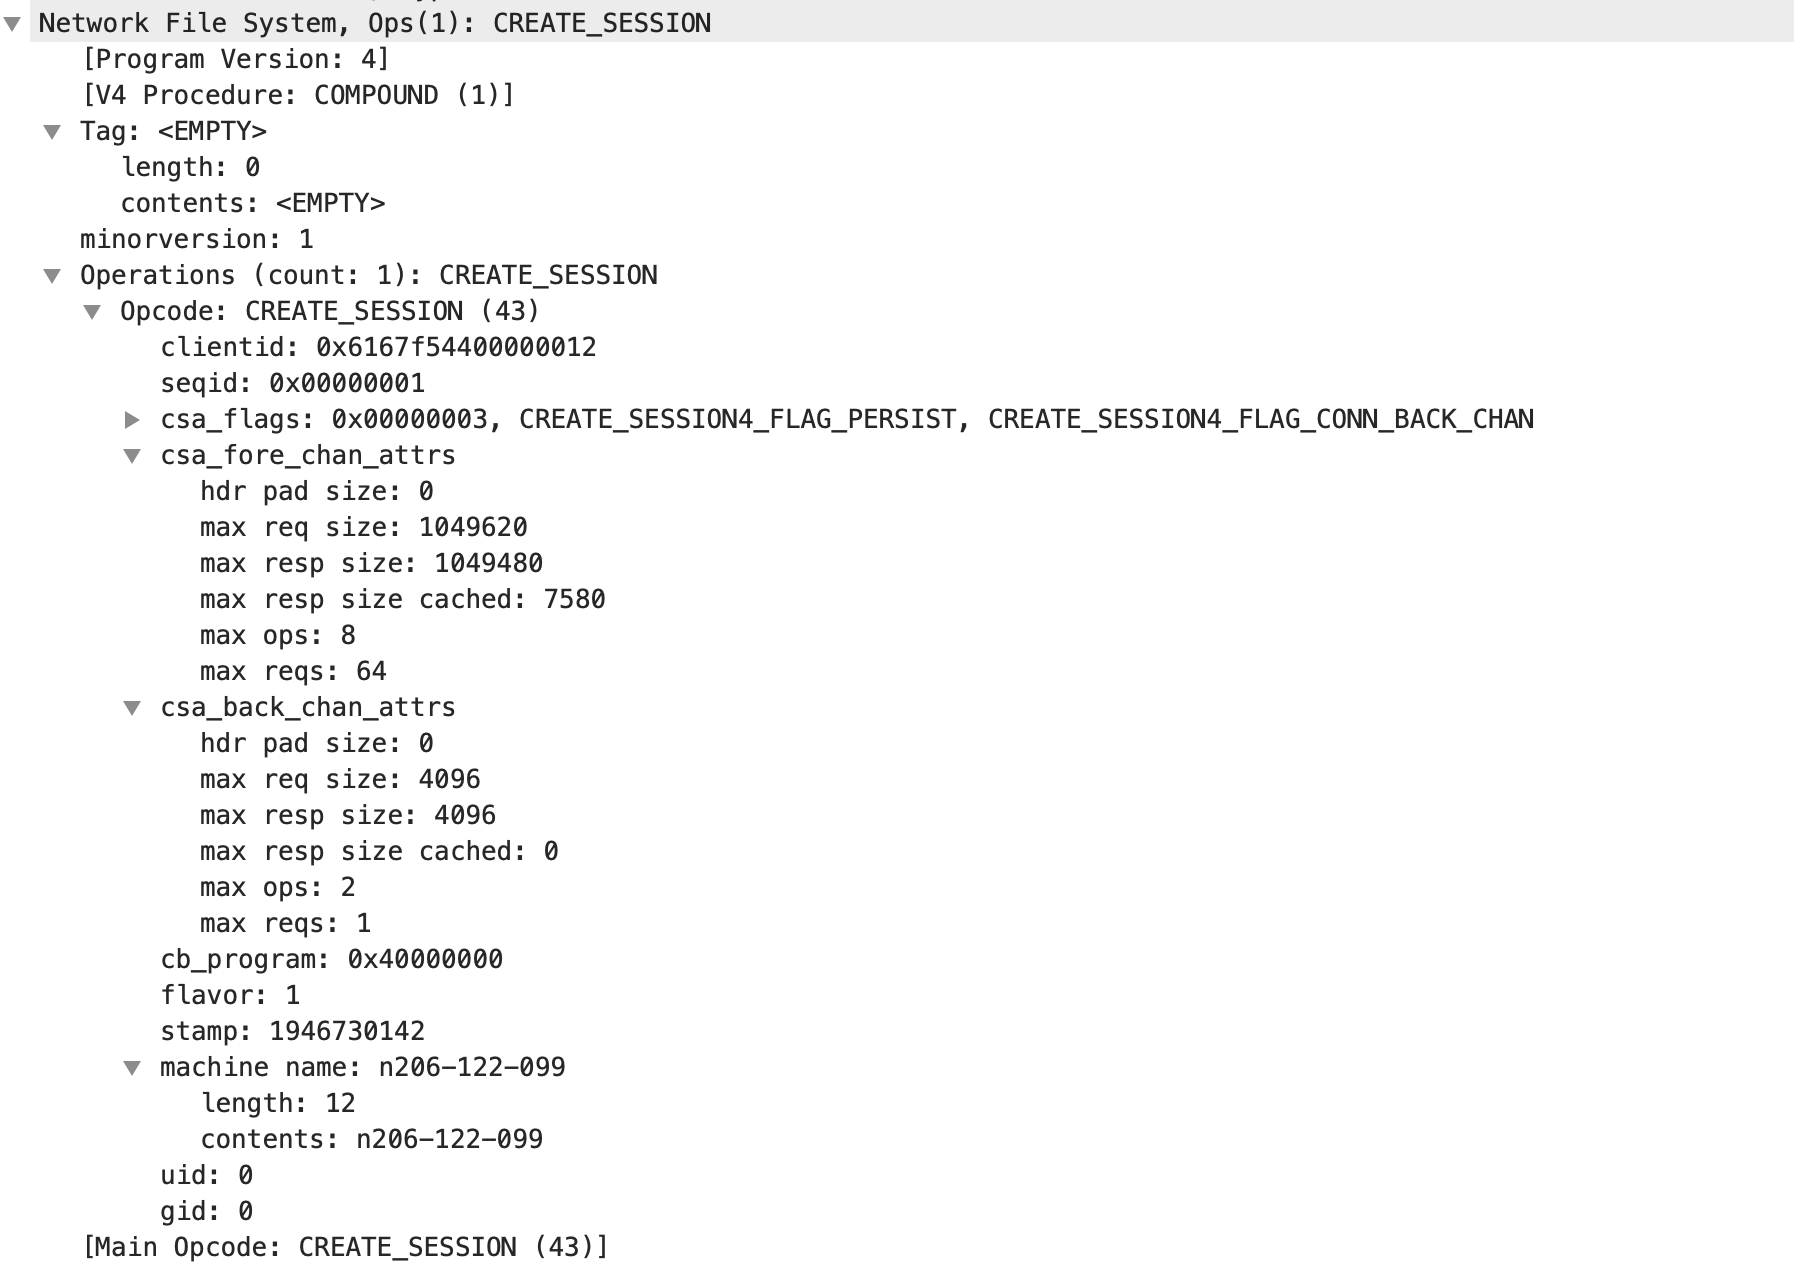 Network File System, Ops(1): CREATE_SESSION
[Program Version: 4]
[V4 Procedure: COMPOUND (1)]
Tag: <EMPTY>
length: 0
contents: <EMPTY>
minorversion: 1
Operations (count: 1): CREATE_SESSION
Opcode: CREATE_SESSION (43)
clientid: 0x6167f54400000012
seqid: 0x00000001
csa_flags: 0x00000003, CREATE_SESSION4_FLAG_PERSIST, CREATE_SESSION4_FLAG_CONN_BACK_CHAN
csa_fore_chan_attrs
hdr pad size: 0
max req size: 1049620
max resp size: 1049480
max resp size cached: 7580
max ops: 8
max reqs: 64
csa_back_chan_attrs
hdr pad size: 0
max req size: 4096
max resp size: 4096
max resp size cached: 0
max ops: 2
max reqs: 1
cb_program: 0x40000000
flavor: 1
stamp: 1946730142
machine name: n206-122-099
length: 12
contents: n206-122-099
uid: 0
gid: 0
[Main Opcode: CREATE_SESSION (43)]